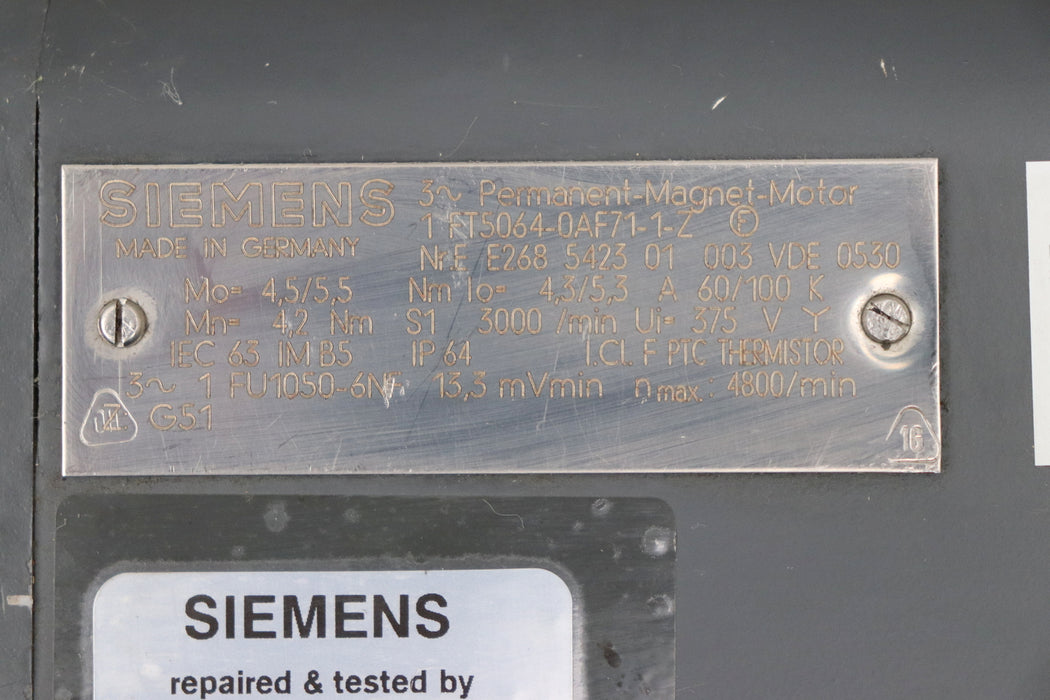 SIEMENS 3~ Permanent-Magnet-Motor
1 FT5064-0AF71-1-Z F
MADE IN GERMANY
Nr.E E268 5423 01 003 VDE 0530
Mo= 4,5/5,5 Nm Io= 4,3/5,3 A 60/100 K
Mn= 4,2 Nm S1 3000 /min Ui= 375 V Y
IEC 63 IM B5 IP 64 I.Cl. F PTC THERMISTOR
3~ 1 FU1050-6NF 13,3 mVmin nmax.: 4800/min
G51
1G
SIEMENS
repaired & tested by